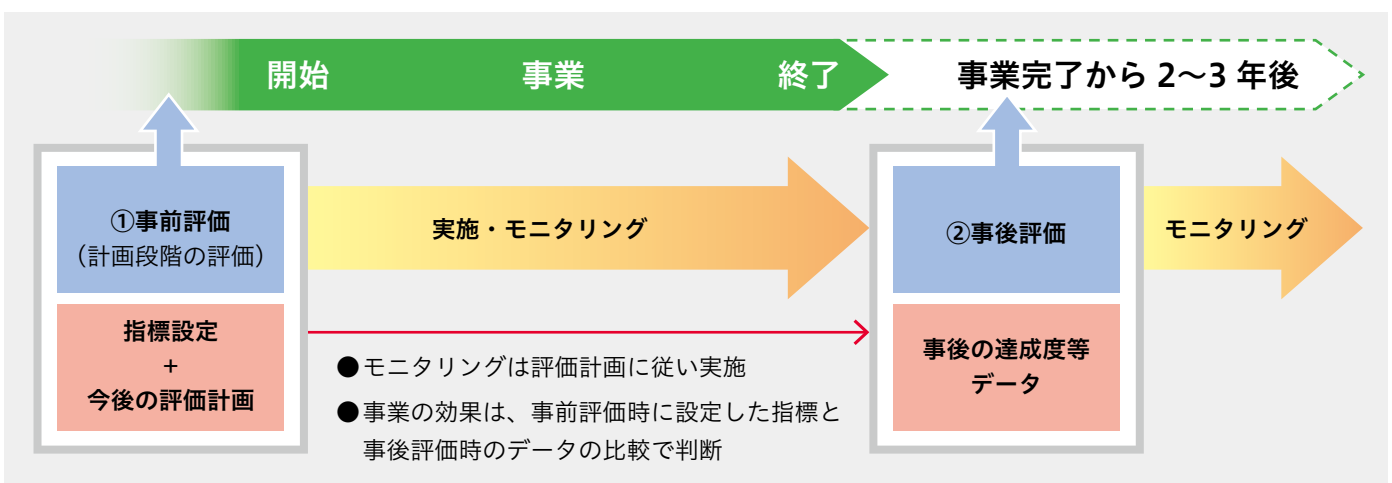 開始
事業
終了
事業完了から 2〜3 年後
①事前評価
（計画段階の評価）
指標設定
+
今後の評価計画
実施・モニタリング
●モニタリングは評価計画に従い実施
●事業の効果は、事前評価時に設定した指標と
事後評価時のデータの比較で判断
②事後評価
事後の達成度等
データ
モニタリング